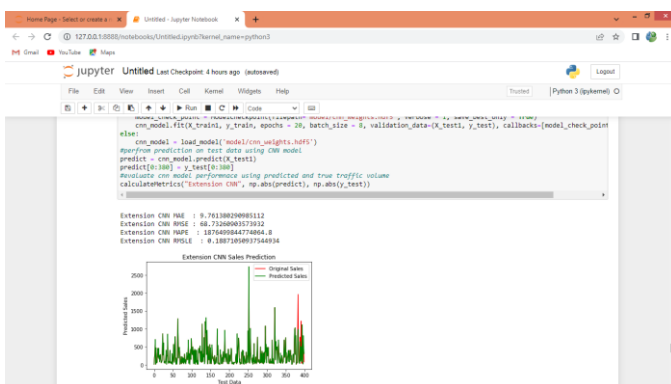 Home Page - Select or create a
Untitled - Jupyter Notebook
127.0.0.1:8888/notebooks/Untitled.ipynb?kernel_name=python3
Gmail YouTube Maps
jupyter Untitled Last Checkpoint: 4 hours ago (autosaved)
Logout
File Edit View Insert Cell Kernel Widgets Help
Trusted
Python 3 (ipykernel)
Run
Code
cnn_model.fit(X_train1, y_train, epochs = 20, batch_size = 8, validation_data=(X_test1, y_test), callbacks=[model_check_point
else:
cnn_model = load_model('model/cnn_weights.hdf5')
#perfrom prediction on test data using CNN model
predict = cnn_model.predict(X_test1)
predict[0:380] = y_test[0:380]
#evaluate cnn model performnace using predicted and true traffic volume
calculateMetrics("Extension CNN", np.abs(predict), np.abs(y_test))
Extension CNN MAE : 9.761380290985112
Extension CNN RMSE : 68.73260903573932
Extension CNN MAPE : 1876499844774064.8
Extension CNN RMSLE : 0.18871050937544934
Extension CNN Sales Prediction
Original Sales
Predicted Sales
2500
2000
1500
1000
500
0
Predicted Sales
0 50 100 150 200 250 300 350 400
Test Data